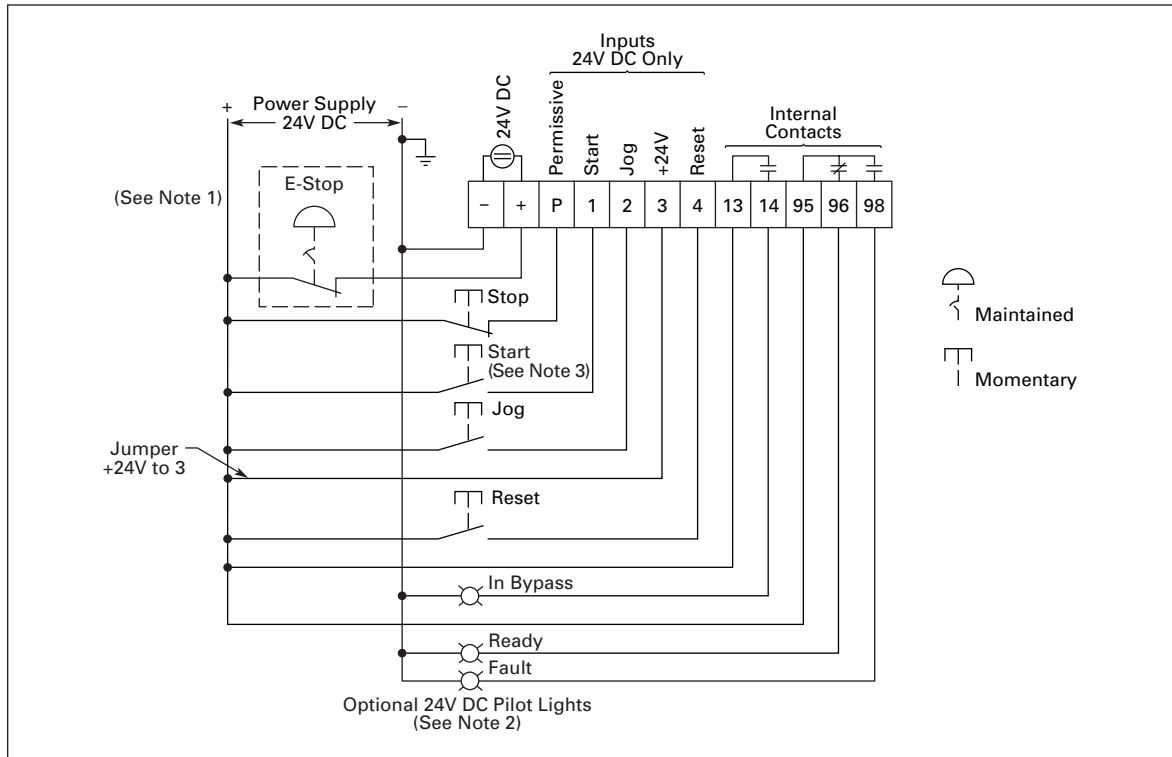 Inputs
24V DC Only
+
Power Supply
24V DC
−
24V DC
Permissive
Start
Jog
+24V
Reset
Internal
Contacts
(See Note 1)
E-Stop
− + P 1 2 3 4 13 14 95 96 98
Stop
Start
(See Note 3)
Jog
Jumper
+24V to 3
Reset
In Bypass
Ready
Fault
Optional 24V DC Pilot Lights
(See Note 2)
Maintained
Momentary